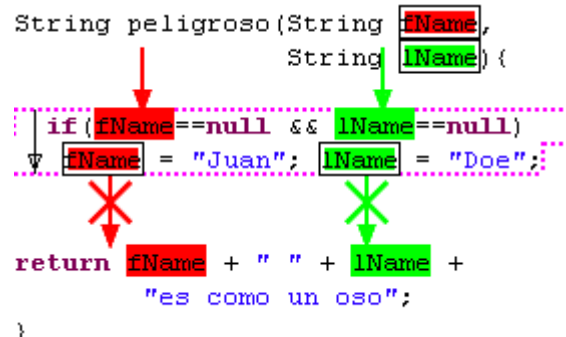 String peligroso(String fName,
String lName){
if(fName==null && lName==null)
fName = "Juan"; lName = "Doe";
return fName + " " + lName +
"es como un oso";
}